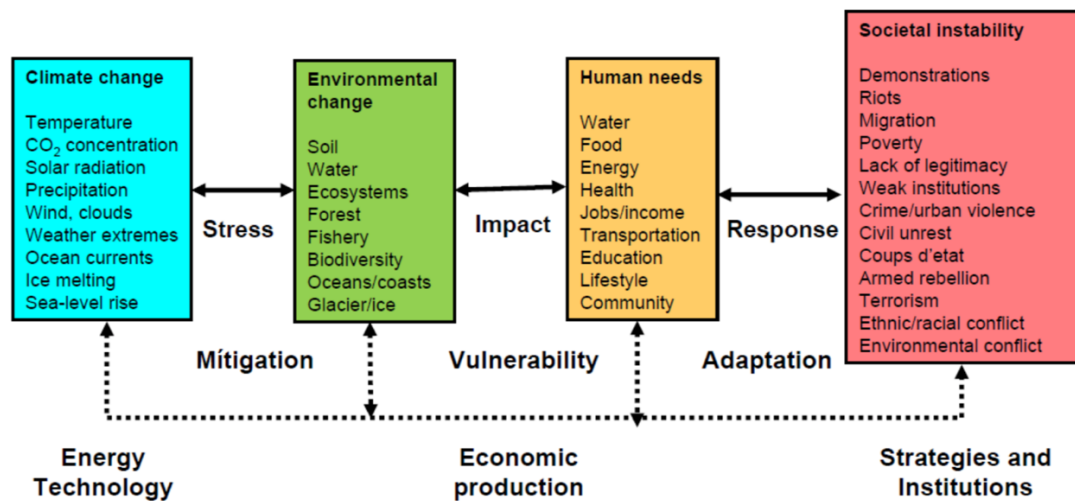 Climate change
Temperature
CO₂ concentration
Solar radiation
Precipitation
Wind, clouds
Weather extremes
Ocean currents
Ice melting
Sea-level rise
Stress
Environmental
change
Soil
Water
Ecosystems
Forest
Fishery
Biodiversity
Oceans/coasts
Glacier/ice
Impact
Human needs
Water
Food
Energy
Health
Jobs/income
Transportation
Education
Lifestyle
Community
Response
Societal instability
Demonstrations
Riots
Migration
Poverty
Lack of legitimacy
Weak institutions
Crime/urban violence
Civil unrest
Coups d'etat
Armed rebellion
Terrorism
Ethnic/racial conflict
Environmental conflict
Mítigation
Vulnerability
Adaptation
Energy
Technology
Economic
production
Strategies and
Institutions